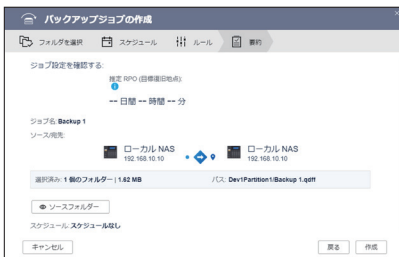 バックアップジョブの作成
フォルダを選択 スケジュール ルール 要約
ジョブ設定を確認する:
推定 RPO (目標復旧地点):
-- 日間 -- 時間 -- 分
ジョブ名: Backup 1
ソース/宛先:
ローカル NAS ローカル NAS
192.168.10.10 192.168.10.10
選択済み: 1 個のフォルダー | 1.62 MB パス: Dev1Partition1/Backup 1.qdff
ソースフォルダー
スケジュール: スケジュールなし
キャンセル 戻る 作成